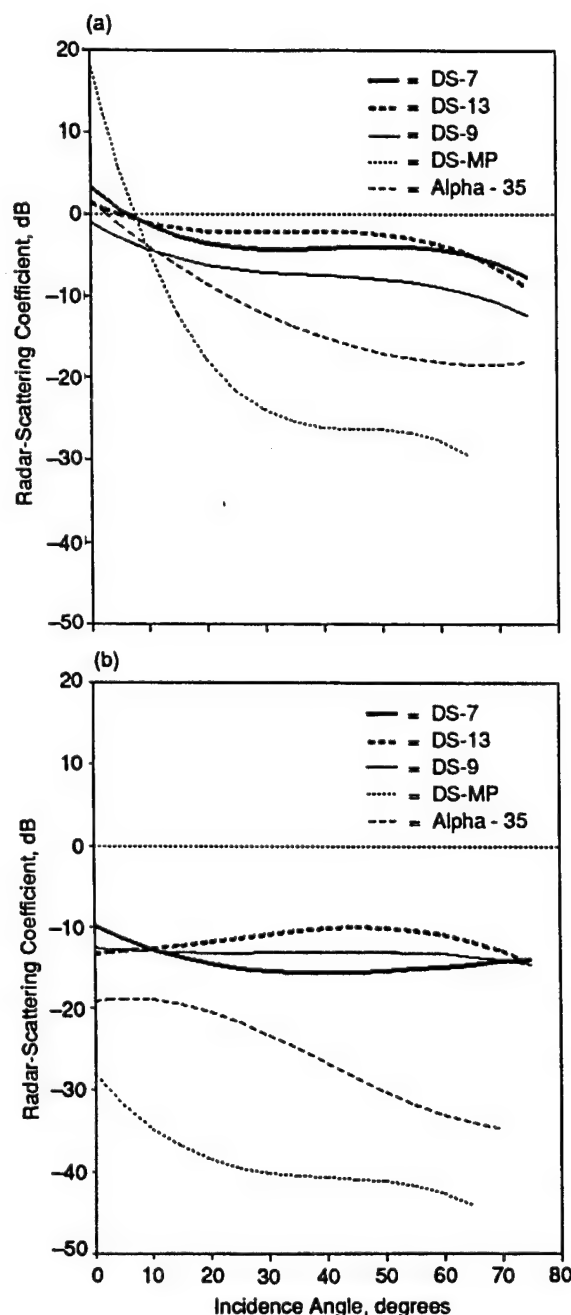 (a)
20
10
0
−10
−20
−30
−40
−50
Radar-Scattering Coefficient, dB
= DS-7
= DS-13
= DS-9
= DS-MP
= Alpha - 35
(b)
20
10
0
−10
−20
−30
−40
−50
Radar-Scattering Coefficient, dB
= DS-7
= DS-13
= DS-9
= DS-MP
= Alpha - 35
0 10 20 30 40 50 60 70 80
Incidence Angle, degrees